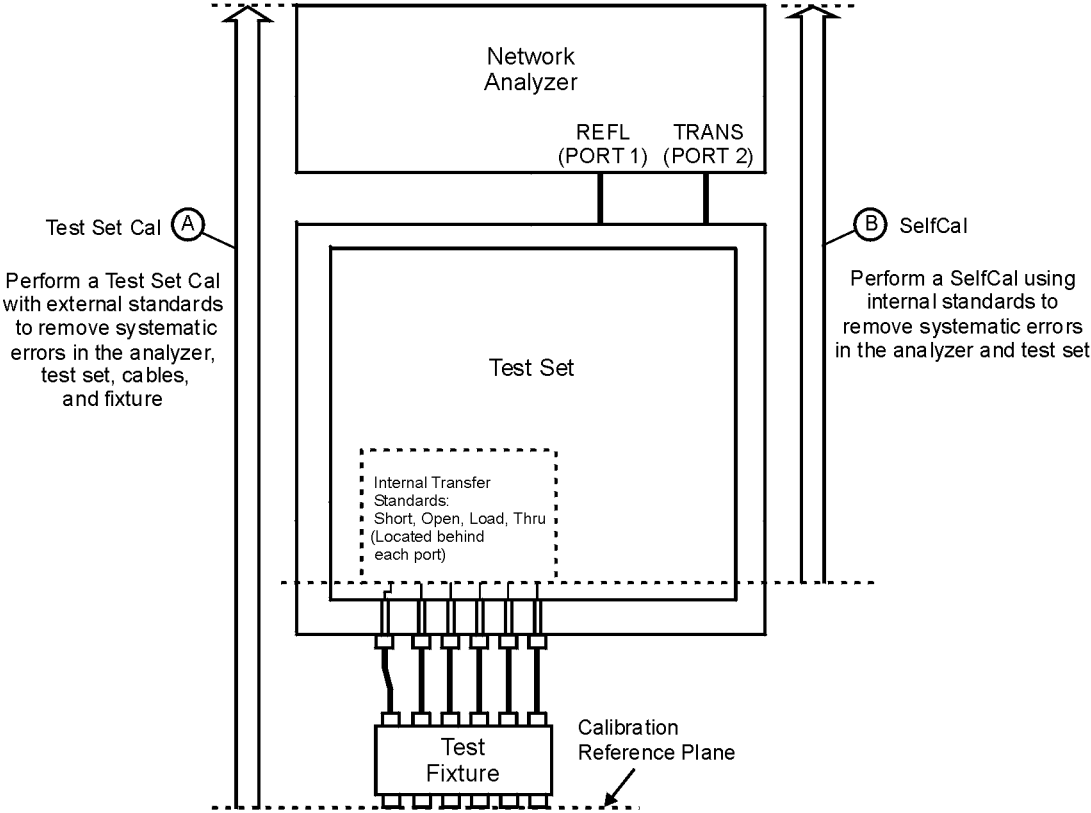 Network
Analyzer
REFL
(PORT 1)
TRANS
(PORT 2)
Test Set Cal
A
Perform a Test Set Cal
with external standards
to remove systematic
errors in the analyzer,
test set, cables,
and fixture
B
SelfCal
Perform a SelfCal using
internal standards to
remove systematic errors
in the analyzer and test set
Test Set
Internal Transfer
Standards:
Short, Open, Load, Thru
(Located behind
each port)
Test
Fixture
Calibration
Reference Plane